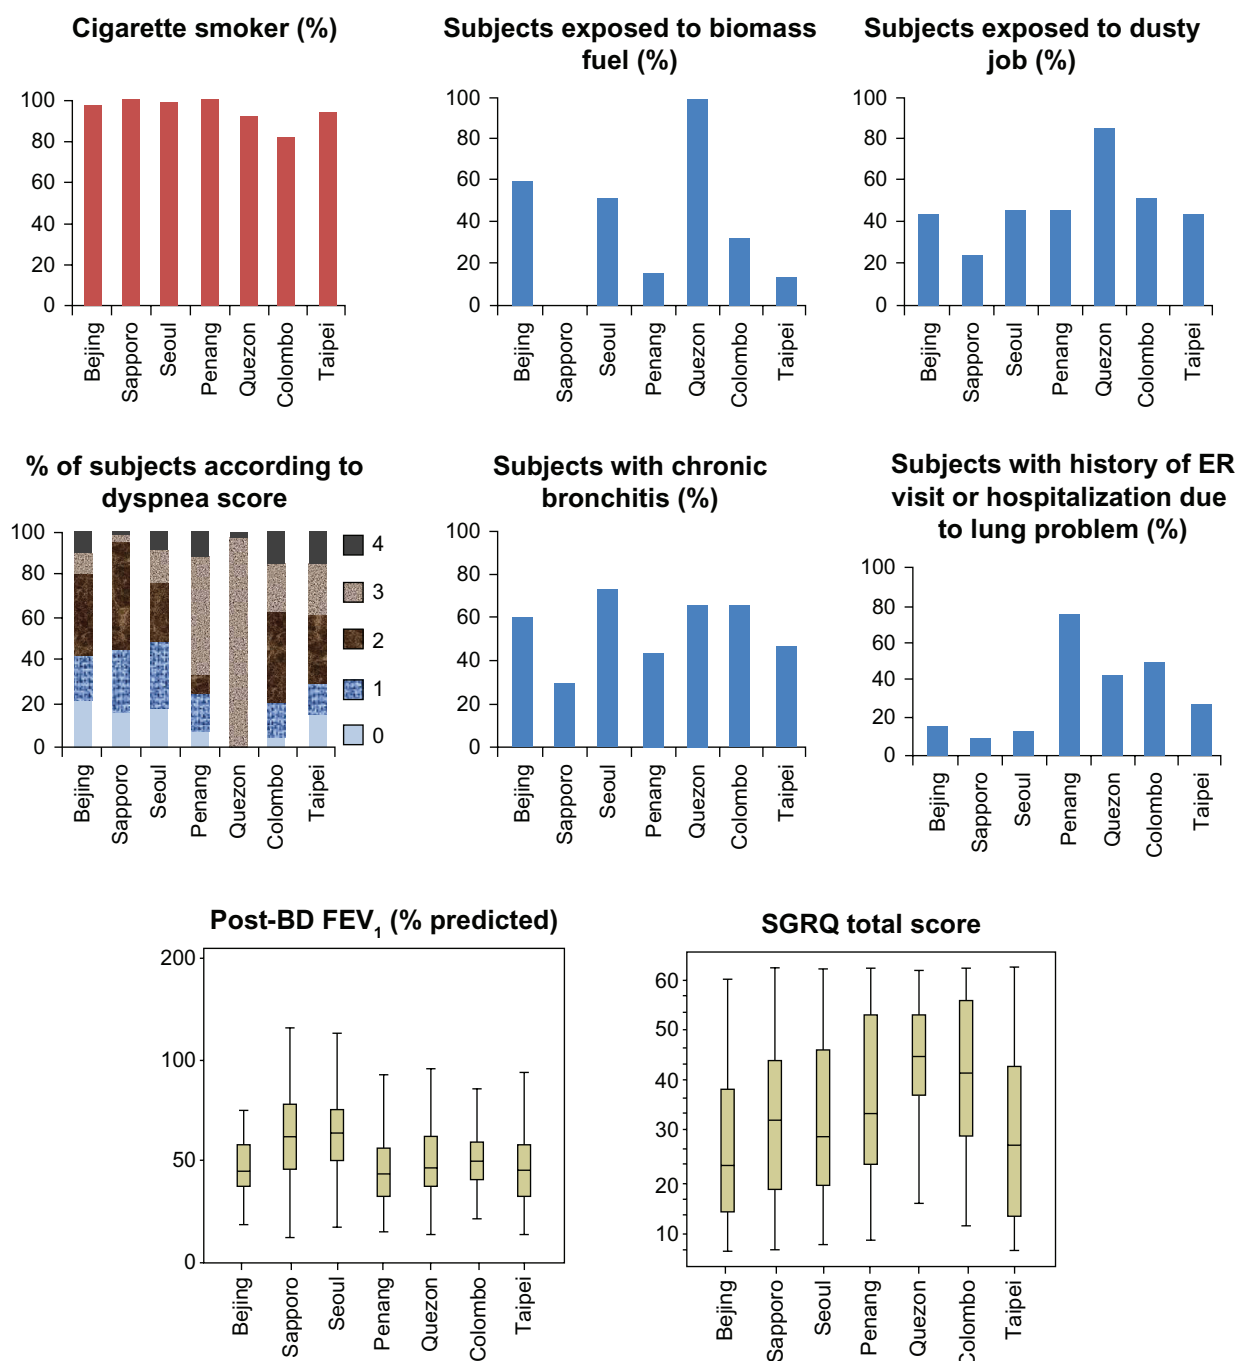 Cigarette smoker (%)
100
80
60
40
20
0
Bejing
Sapporo
Seoul
Penang
Quezon
Colombo
Taipei
Subjects exposed to biomass
fuel (%)
100
80
60
40
20
0
Bejing
Sapporo
Seoul
Penang
Quezon
Colombo
Taipei
Subjects exposed to dusty
job (%)
100
80
60
40
20
0
Bejing
Sapporo
Seoul
Penang
Quezon
Colombo
Taipei
% of subjects according to
dyspnea score
100
80
60
40
20
0
4
3
2
1
0
Bejing
Sapporo
Seoul
Penang
Quezon
Colombo
Taipei
Subjects with chronic
bronchitis (%)
100
80
60
40
20
0
Bejing
Sapporo
Seoul
Penang
Quezon
Colombo
Taipei
Subjects with history of ER
visit or hospitalization due
to lung problem (%)
100
80
60
40
20
0
Bejing
Sapporo
Seoul
Penang
Quezon
Colombo
Taipei
Post-BD FEV1 (% predicted)
200
100
50
0
Bejing
Sapporo
Seoul
Penang
Quezon
Colombo
Taipei
SGRQ total score
60
50
40
30
20
10
Bejing
Sapporo
Seoul
Penang
Quezon
Colombo
Taipei